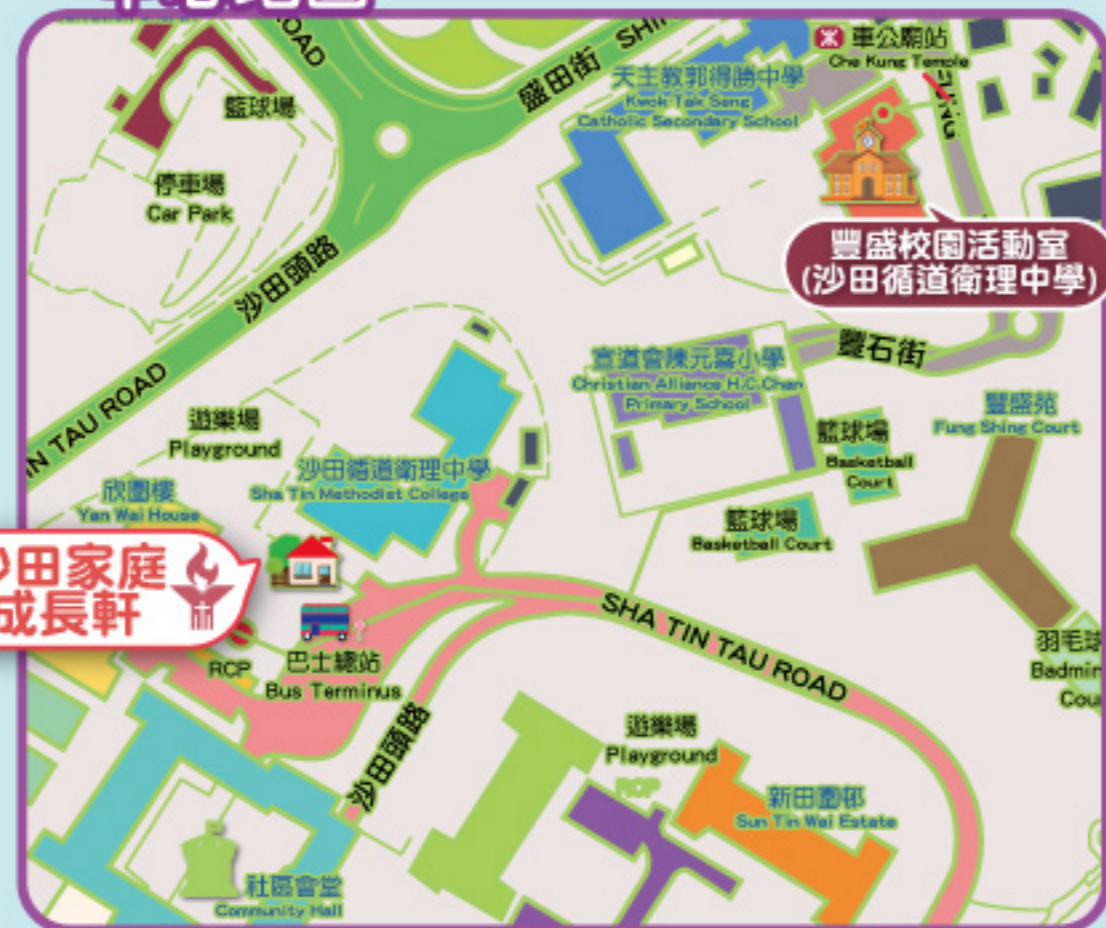 ROAD
盛田街
天主教郭得勝中學
Kwok Tak Seng
Catholic Secondary School
車公廟站
Che Kung Temple
籃球場
停車場
Car Park
豐盛校園活動室
(沙田循道衞理中學)
沙田頭路
IN TAU ROAD
宣道會陳元喜小學
Christian Alliance H.C.Chan
Primary School
豐石街
豐盛苑
Fung Shing Court
遊樂場
Playground
籃球場
Basketball
Court
沙田循道衞理中學
Sha Tin Methodist College
欣圍樓
Yan Wai House
籃球場
Basketball Court
沙田家庭
成長軒
SHA TIN TAU ROAD
RCP
巴士總站
Bus Terminus
羽毛球
Badmin
Cou
沙田頭路
遊樂場
Playground
RCP
新田圍邨
Sun Tin Wai Estate
社區會堂
Community Hall